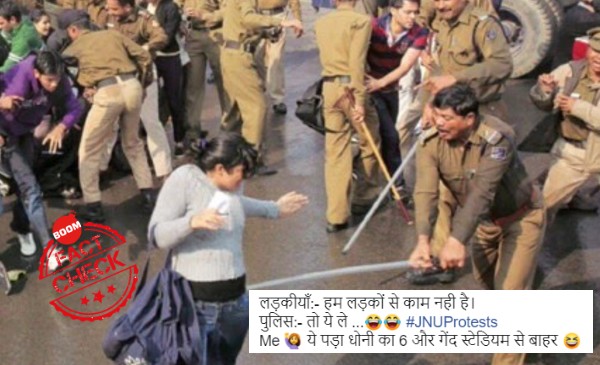 BOOM
FACT
CHECK
लड़कीयाँ:- हम लड़कों से काम नही है।
पुलिस:- तो ये ले ...😂😂 #JNUProtests
Me 🙋‍♀️ ये पड़ा धोनी का 6 और गेंद स्टेडियम से बाहर 😆